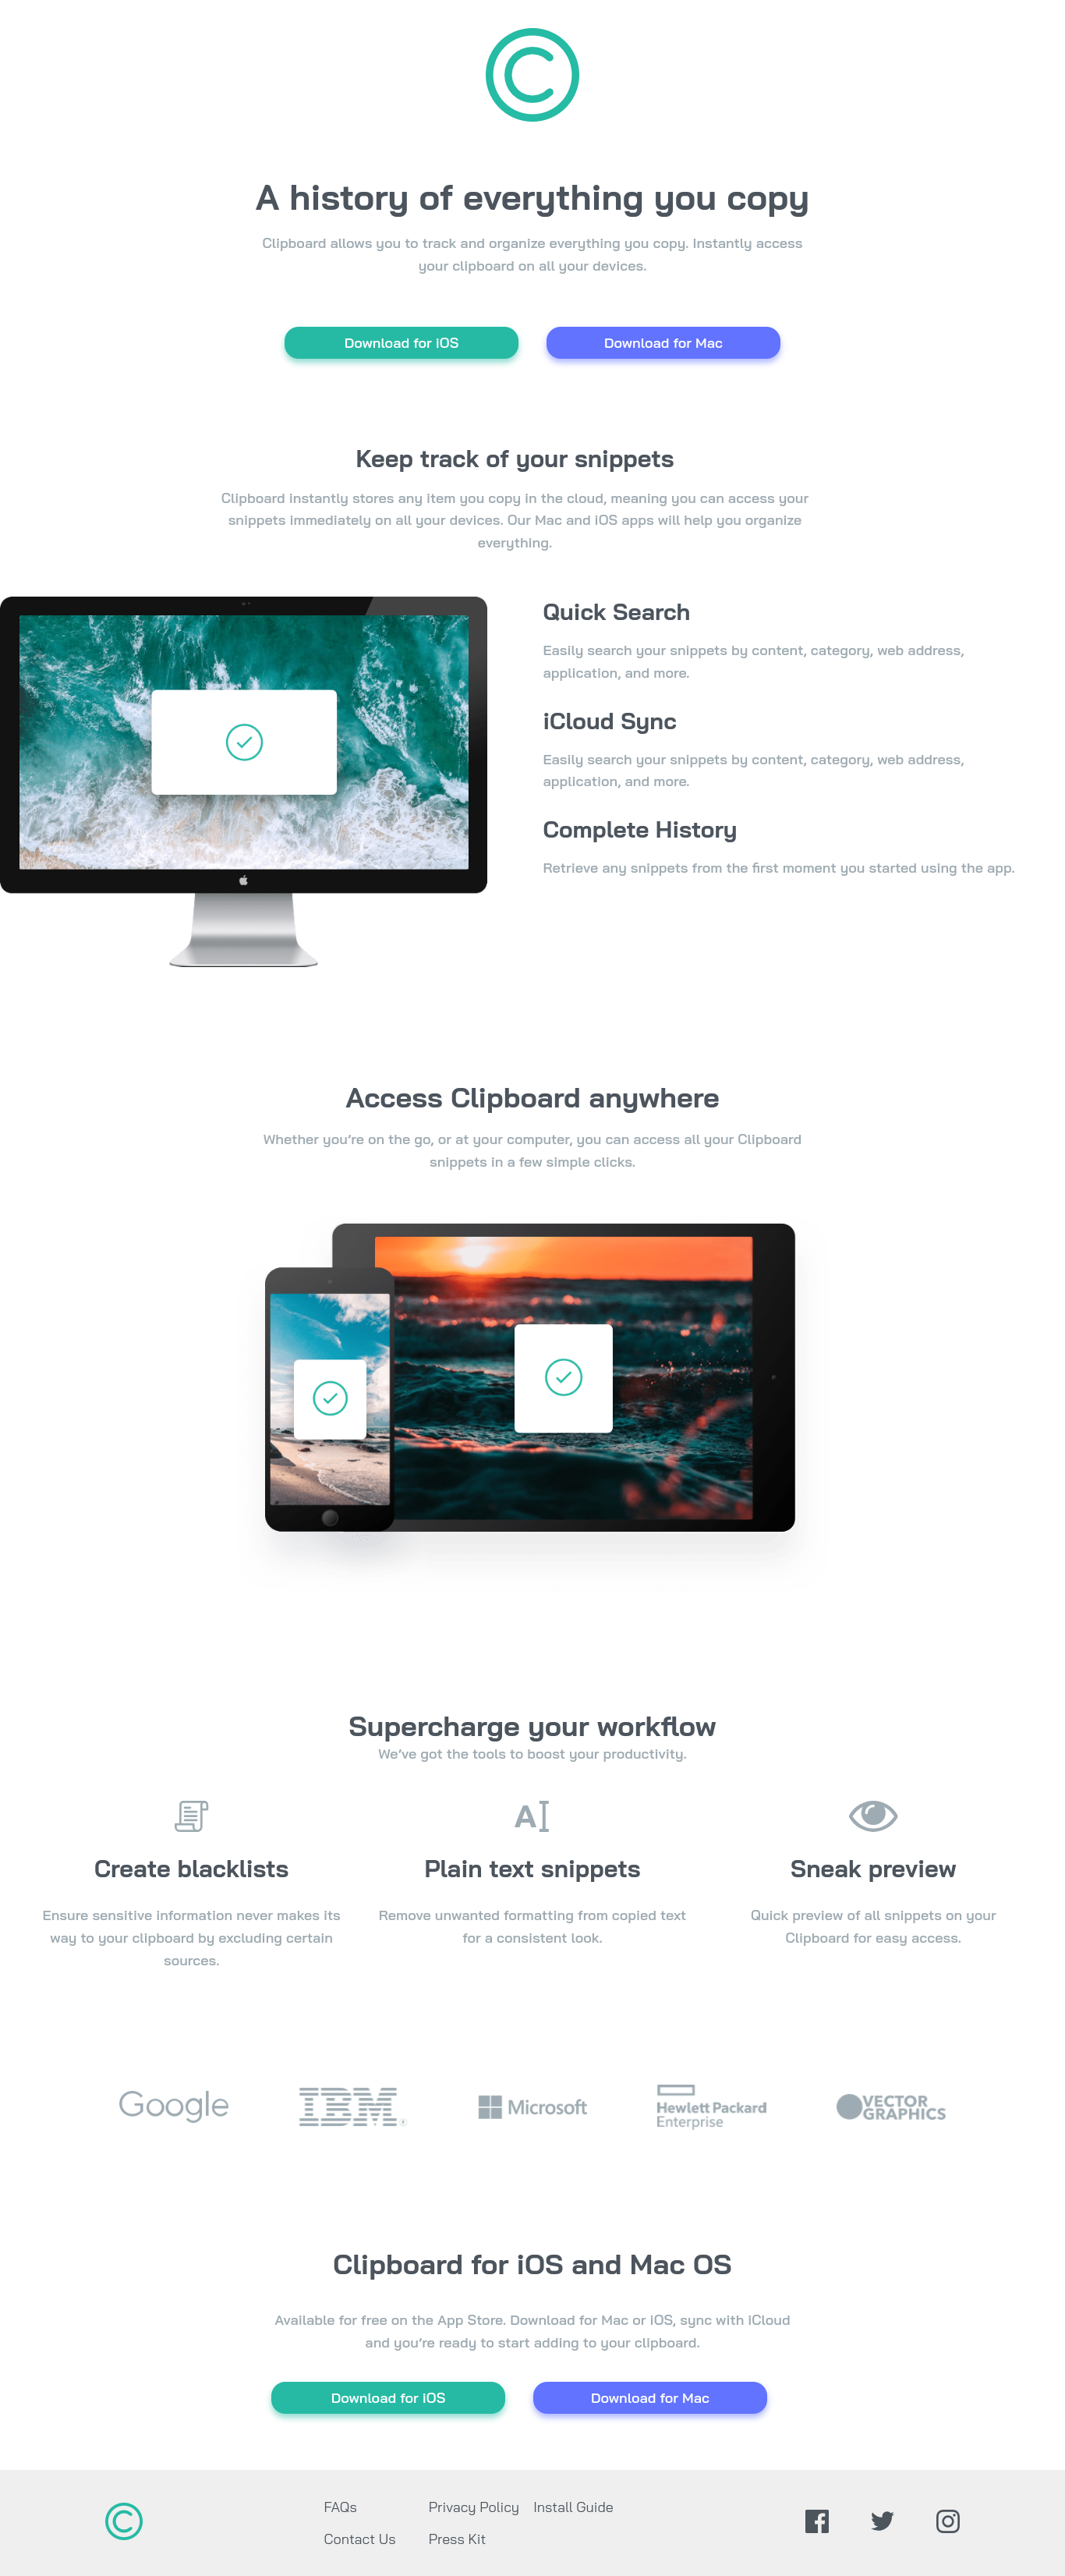 A history of everything you copy
Clipboard allows you to track and organize everything you copy. Instantly access
your clipboard on all your devices.
Download for iOS
Download for Mac
Keep track of your snippets
Clipboard instantly stores any item you copy in the cloud, meaning you can access your
snippets immediately on all your devices. Our Mac and iOS apps will help you organize
everything.
Quick Search
Easily search your snippets by content, category, web address,
application, and more.
iCloud Sync
Easily search your snippets by content, category, web address,
application, and more.
Complete History
Retrieve any snippets from the first moment you started using the app.
Access Clipboard anywhere
Whether you’re on the go, or at your computer, you can access all your Clipboard
snippets in a few simple clicks.
Supercharge your workflow
We’ve got the tools to boost your productivity.
Create blacklists
Ensure sensitive information never makes its
way to your clipboard by excluding certain
sources.
Plain text snippets
Remove unwanted formatting from copied text
for a consistent look.
Sneak preview
Quick preview of all snippets on your
Clipboard for easy access.
Google
IBM
Microsoft
Hewlett Packard
Enterprise
VECTOR
GRAPHICS
Clipboard for iOS and Mac OS
Available for free on the App Store. Download for Mac or iOS, sync with iCloud
and you’re ready to start adding to your clipboard.
Download for iOS
Download for Mac
FAQs
Contact Us
Privacy Policy
Press Kit
Install Guide